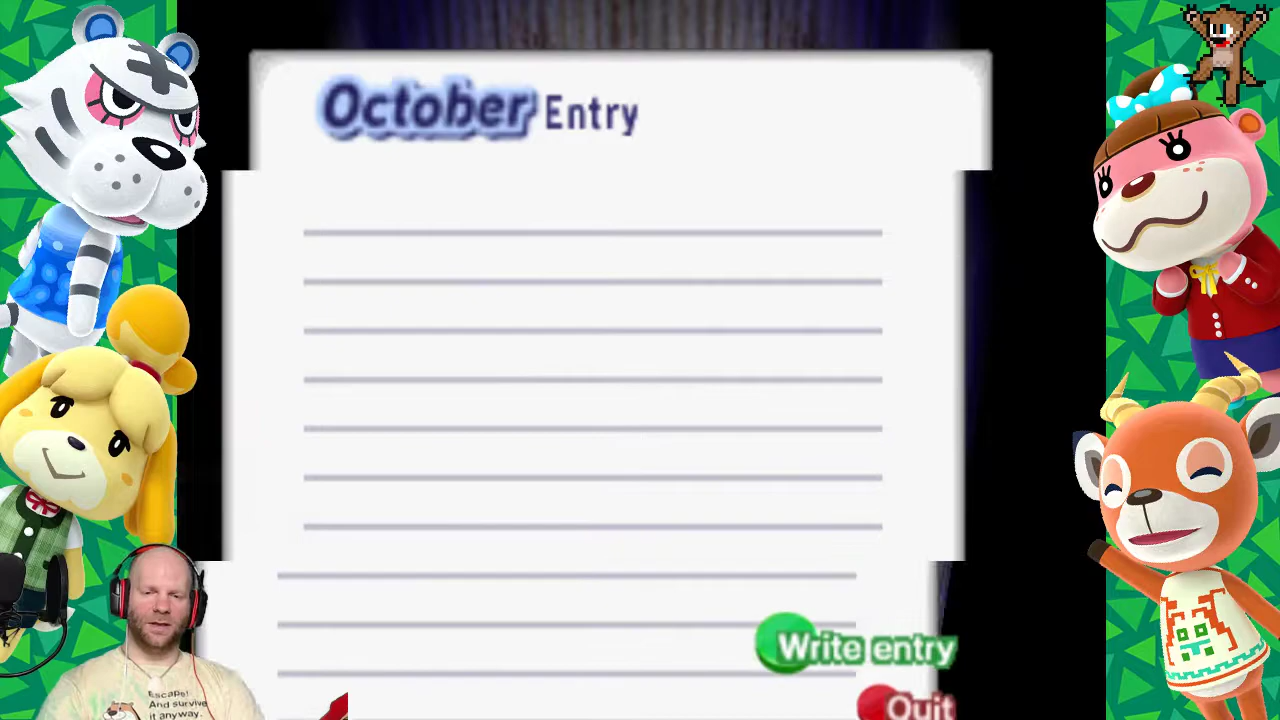 October Entry
Write entry
Quit
Escape!
And survive
it anyway.